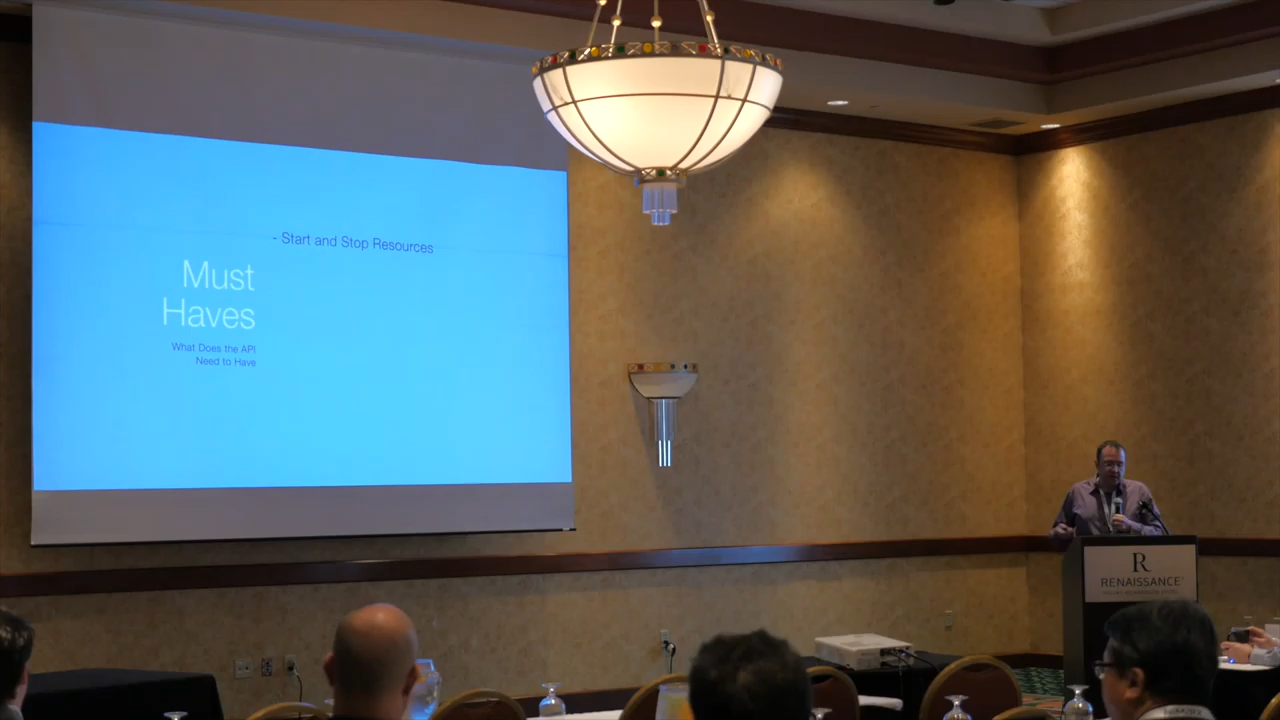 - Start and Stop Resources
Must
Haves
What Does the API
Need to Have
R
RENAISSANCE